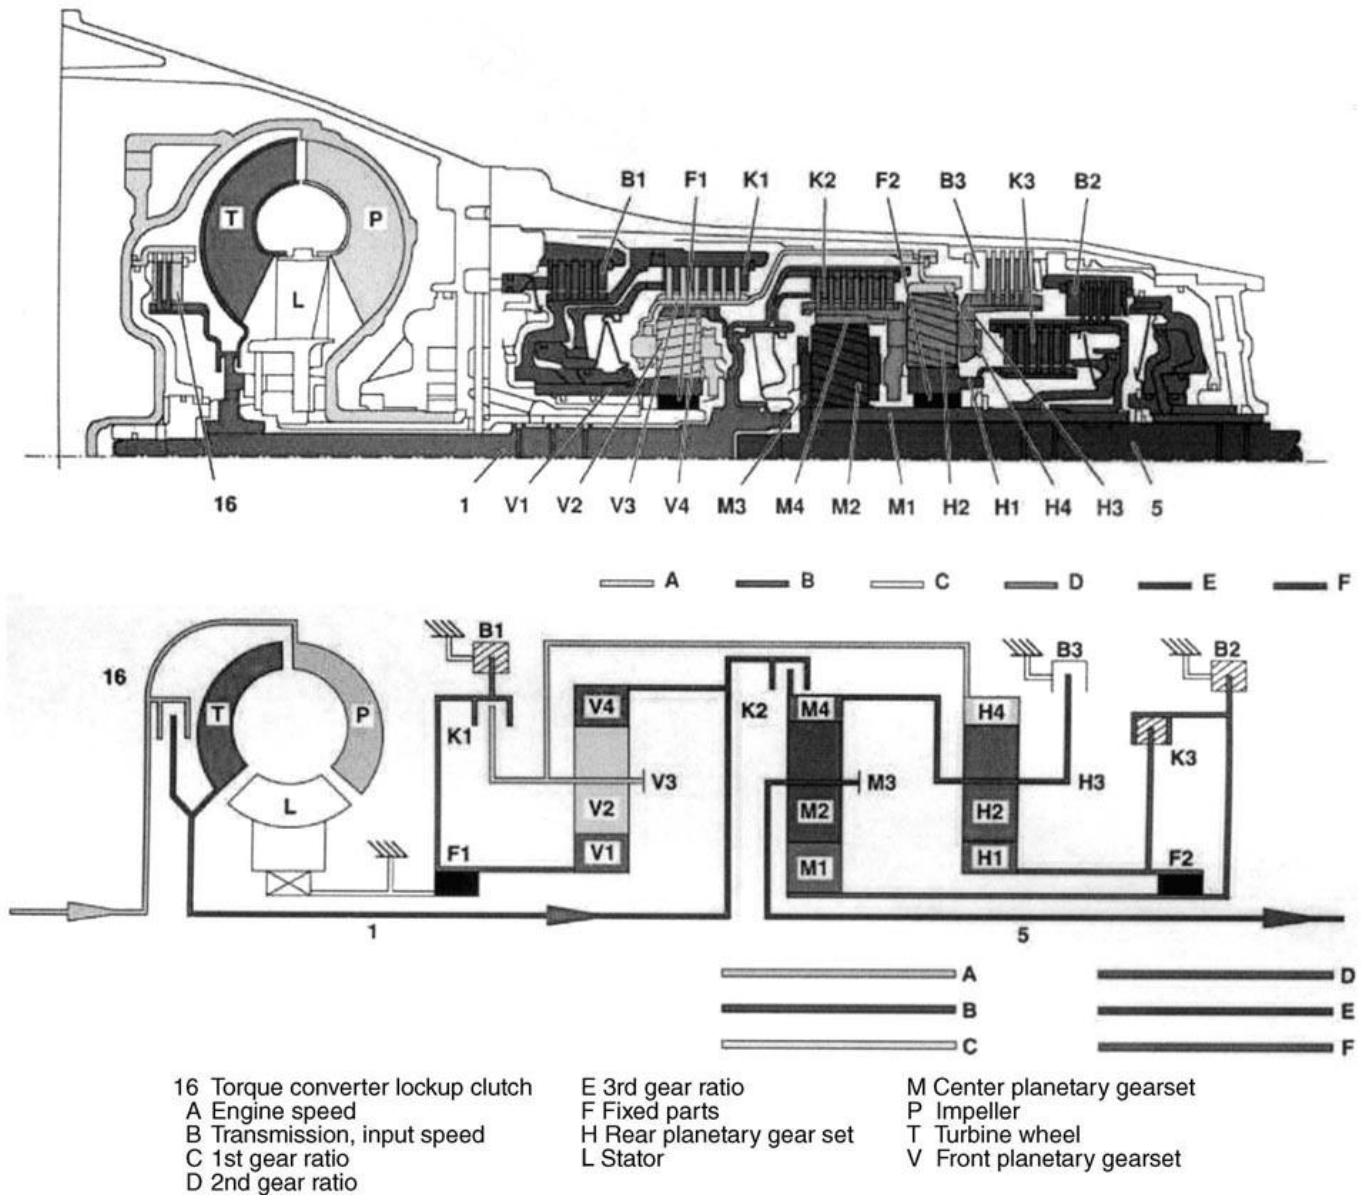 B1 F1 K1 K2 F2 B3 K3 B2
T P
L
16 1 V1 V2 V3 V4 M3 M4 M2 M1 H2 H1 H4 H3 5
A B C D E F
B1 B3 B2
16
T P V4 K2 M4 H4
K1 K3
V3 M3 H3
L V2 M2 H2
F1 V1 M1 H1 F2
1 5
A D
B E
C F
16 Torque converter lockup clutch
A Engine speed
B Transmission, input speed
C 1st gear ratio
D 2nd gear ratio
E 3rd gear ratio
F Fixed parts
H Rear planetary gear set
L Stator
M Center planetary gearset
P Impeller
T Turbine wheel
V Front planetary gearset